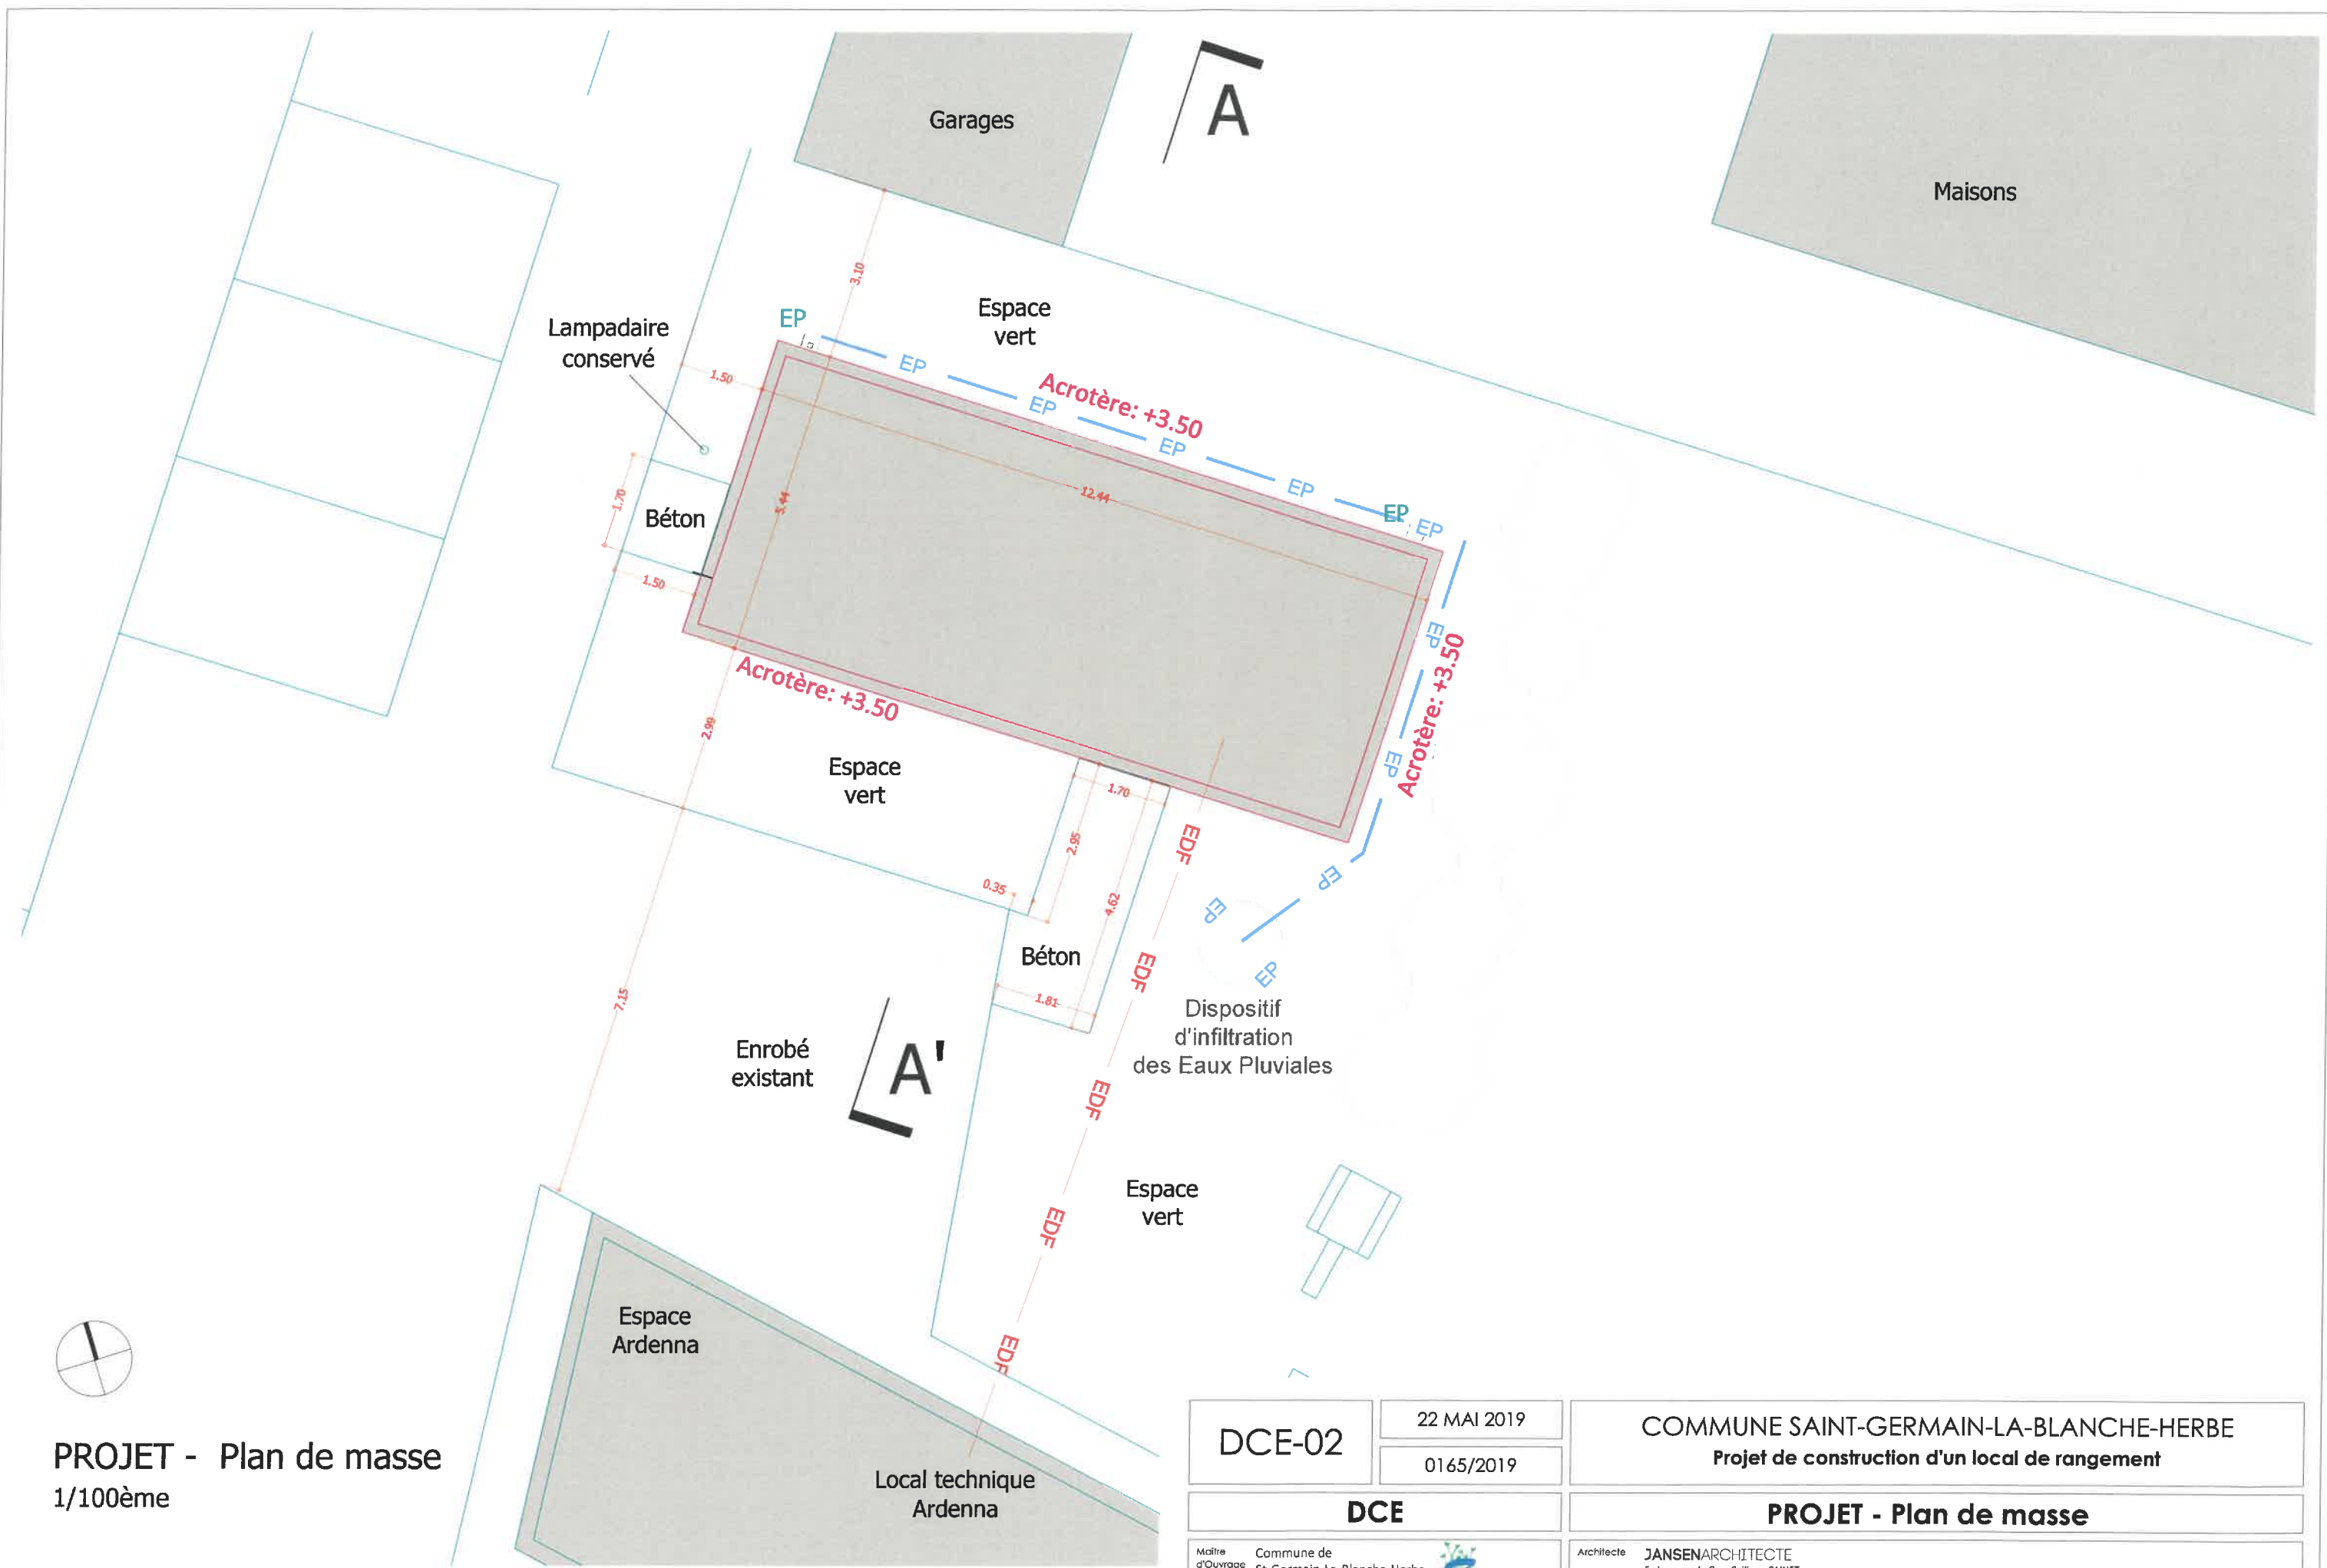 Garages
A
Maisons
3.10
Espace
vert
EP
Lampadaire
conservé
1.50
EP
Acrotère: +3.50
EP
EP
EP
EP
EP
12.44
5.44
1.70
Béton
1.50
EP
Acrotère: +3.50
EP
Acrotère: +3.50
2.99
Espace
vert
1.70
2.95
EDF
EP
0.35
4.62
EP
Béton
EDF
EP
1.81
7.15
Dispositif
d'infiltration
des Eaux Pluviales
Enrobé
existant
A'
EDF
Espace
vert
EDF
Espace
Ardenna
EDF
Local technique
Ardenna
PROJET - Plan de masse
1/100ème
DCE-02
22 MAI 2019
0165/2019
COMMUNE SAINT-GERMAIN-LA-BLANCHE-HERBE
Projet de construction d'un local de rangement
DCE
PROJET - Plan de masse
Maître
d'Ouvrage
Commune de
Architecte
JANSENARCHITECTE